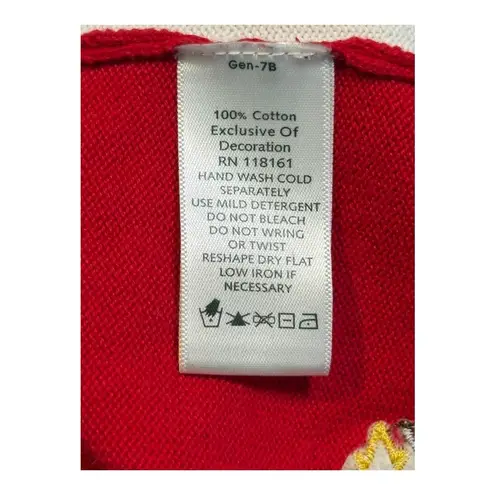 Gen-7B
100% Cotton
Exclusive Of
Decoration
RN 118161
HAND WASH COLD
SEPARATELY
USE MILD DETERGENT
DO NOT BLEACH
DO NOT WRING
OR TWIST
RESHAPE DRY FLAT
LOW IRON IF
NECESSARY